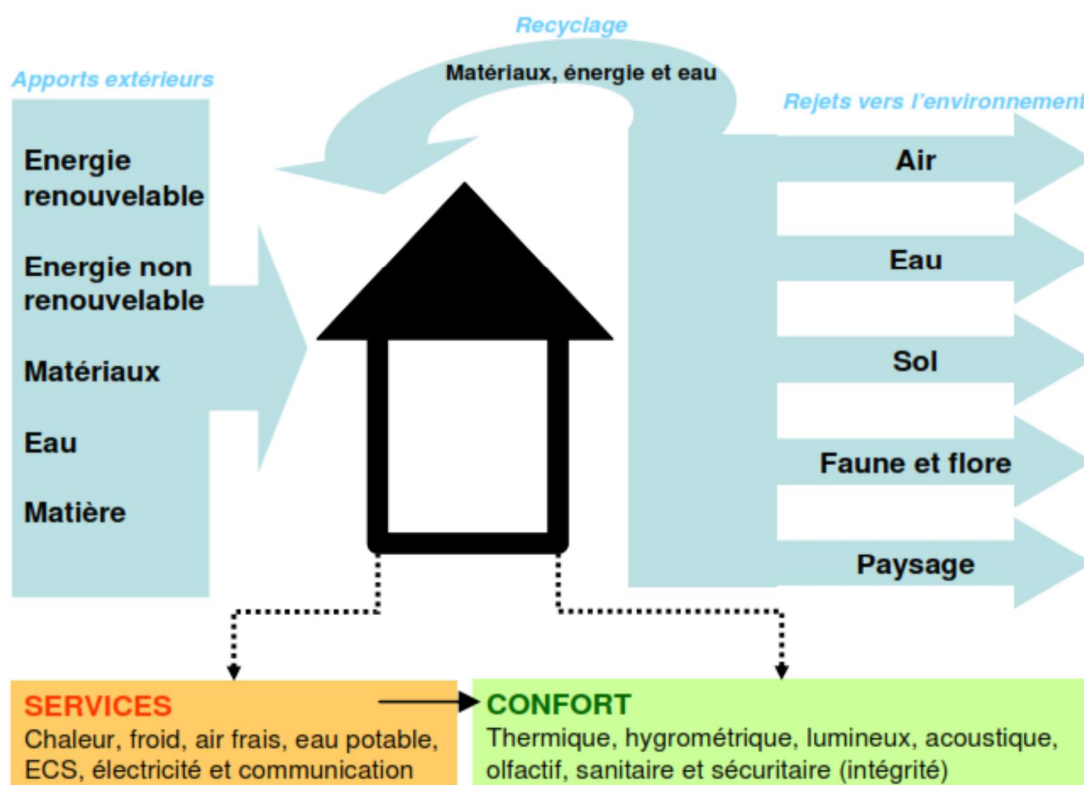 Recyclage
Matériaux, énergie et eau
Apports extérieurs
Energie
renouvelable
Energie non
renouvelable
Matériaux
Eau
Matière
Rejets vers l'environnement
Air
Eau
Sol
Faune et flore
Paysage
SERVICES
Chaleur, froid, air frais, eau potable,
ECS, électricité et communication
CONFORT
Thermique, hygrométrique, lumineux, acoustique,
olfactif, sanitaire et sécuritaire (intégrité)